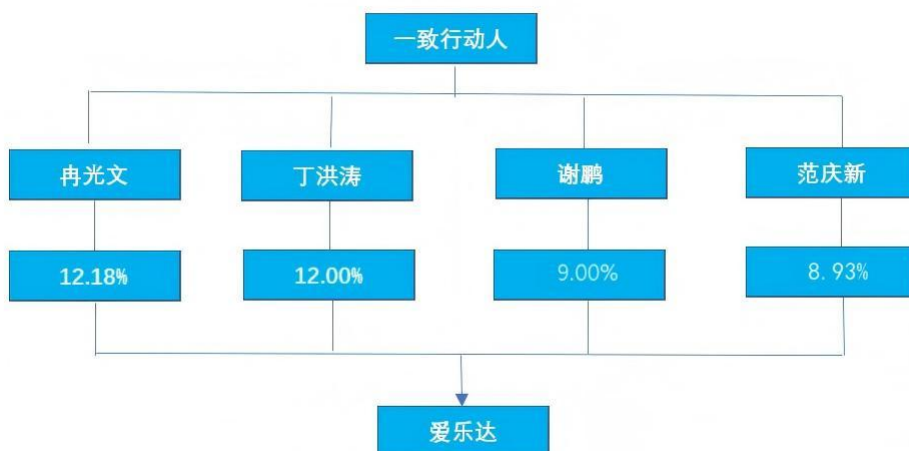 一致行动人
冉光文
丁洪涛
谢鹏
范庆新
12.18%
12.00%
9.00%
8.93%
爱乐达